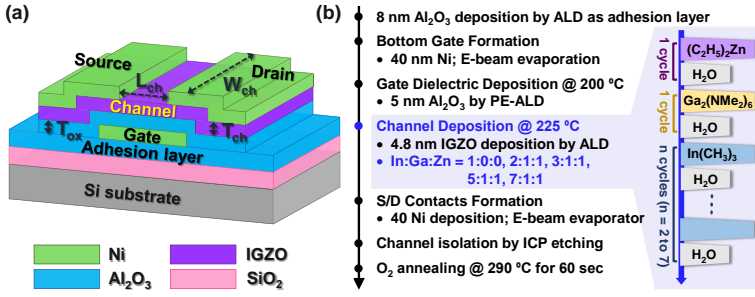 (a)
Source
Drain
L_ch
W_ch
Channel
T_ox
T_ch
Gate
Adhesion layer
Si substrate
Ni
IGZO
Al₂O₃
SiO₂
(b)
8 nm Al₂O₃ deposition by ALD as adhesion layer
Bottom Gate Formation
• 40 nm Ni; E-beam evaporation
Gate Dielectric Deposition @ 200 ºC
• 5 nm Al₂O₃ by PE-ALD
Channel Deposition @ 225 ºC
• 4.8 nm IGZO deposition by ALD
• In:Ga:Zn = 1:0:0, 2:1:1, 3:1:1,
5:1:1, 7:1:1
S/D Contacts Formation
• 40 Ni deposition; E-beam evaporator
Channel isolation by ICP etching
O₂ annealing @ 290 ºC for 60 sec
1 cycle
(C₂H₅)₂Zn
H₂O
1 cycle
Ga₂(NMe₂)₆
H₂O
n cycles (n = 2 to 7)
In(CH₃)₃
H₂O
H₂O